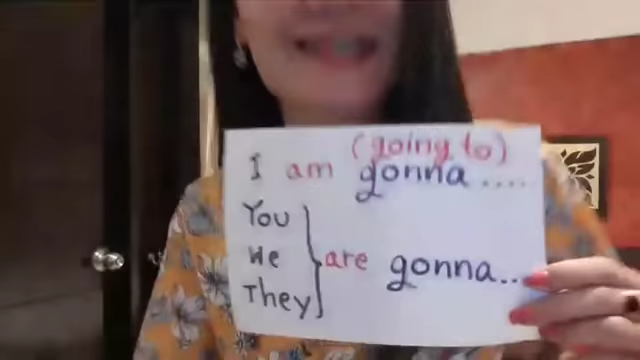 (going to)
I am gonna.....
You
We } are gonna...
They